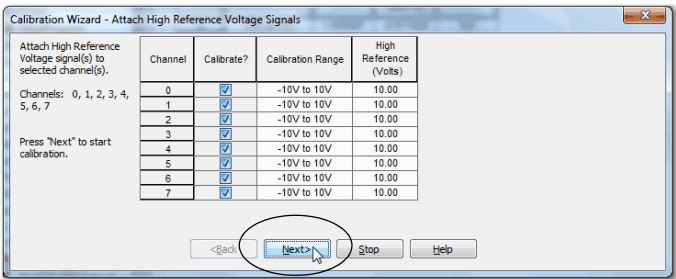 Calibration Wizard - Attach High Reference Voltage Signals
Attach High Reference
Voltage signal(s) to
selected channel(s).
Channels: 0, 1, 2, 3, 4,
5, 6, 7
Press "Next" to start
calibration.
Channel Calibrate? Calibration Range High Reference (Volts)
0 -10V to 10V 10.00
1 -10V to 10V 10.00
2 -10V to 10V 10.00
3 -10V to 10V 10.00
4 -10V to 10V 10.00
5 -10V to 10V 10.00
6 -10V to 10V 10.00
7 -10V to 10V 10.00
<Back Next> Stop Help